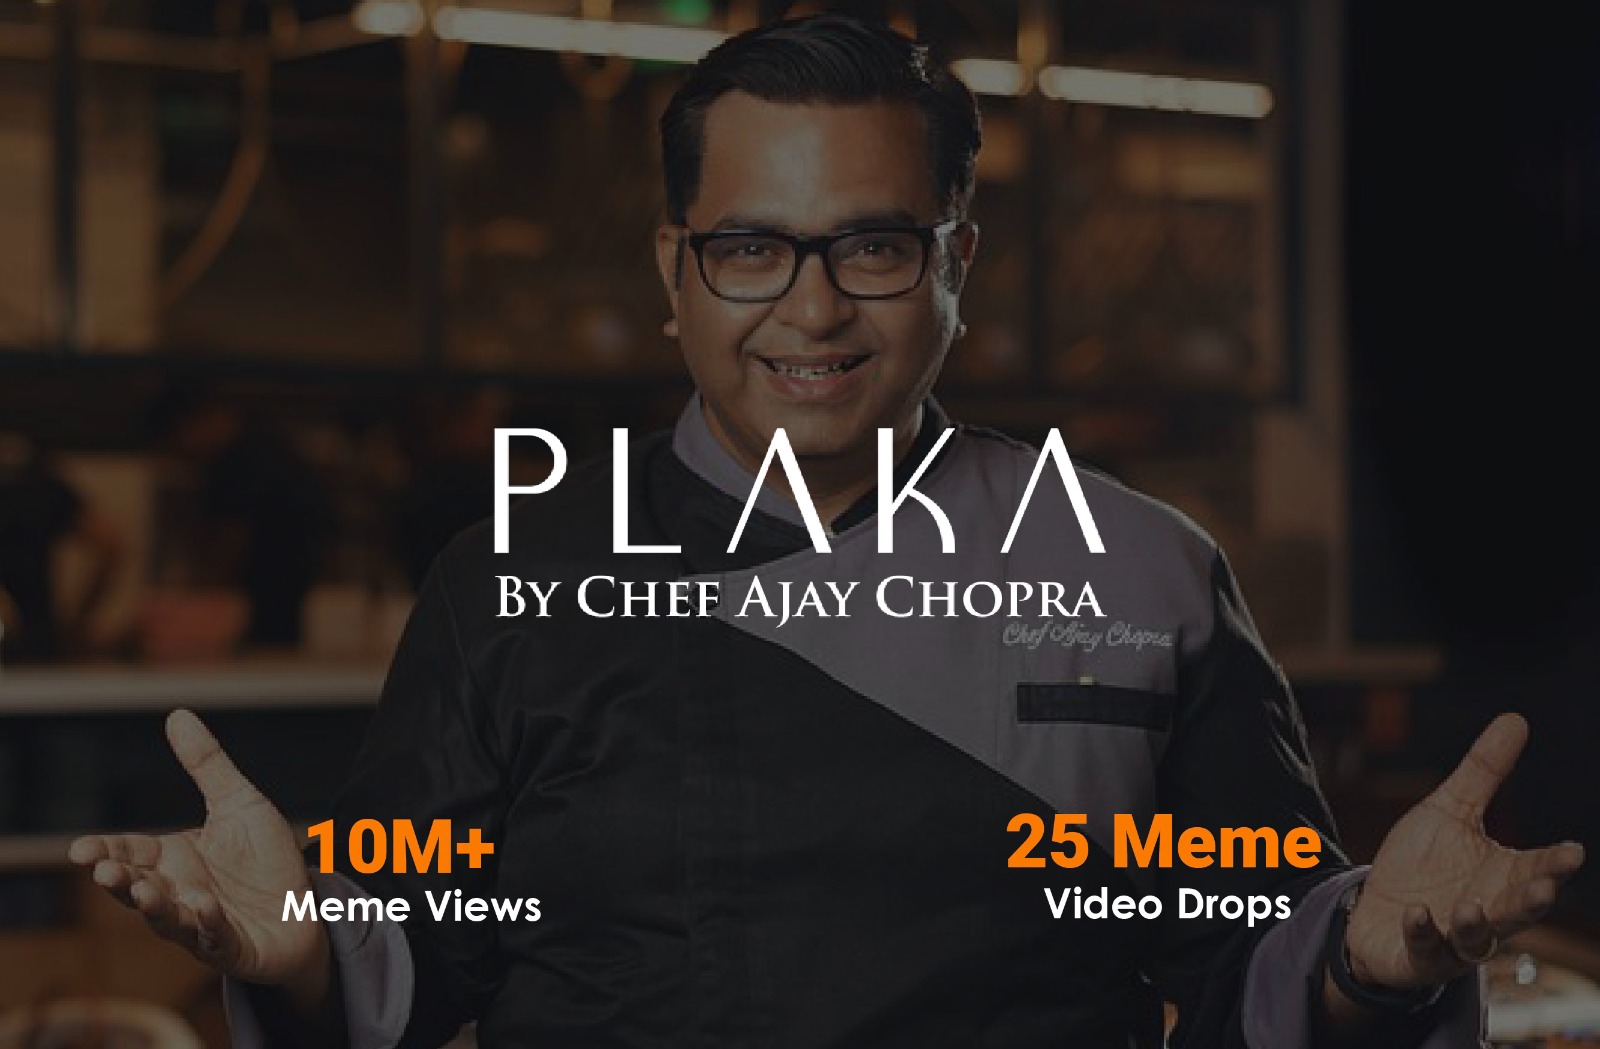 PLAKA
BY CHEF AJAY CHOPRA
Chef Ajay Chopra
10M+
Meme Views
25 Meme
Video Drops